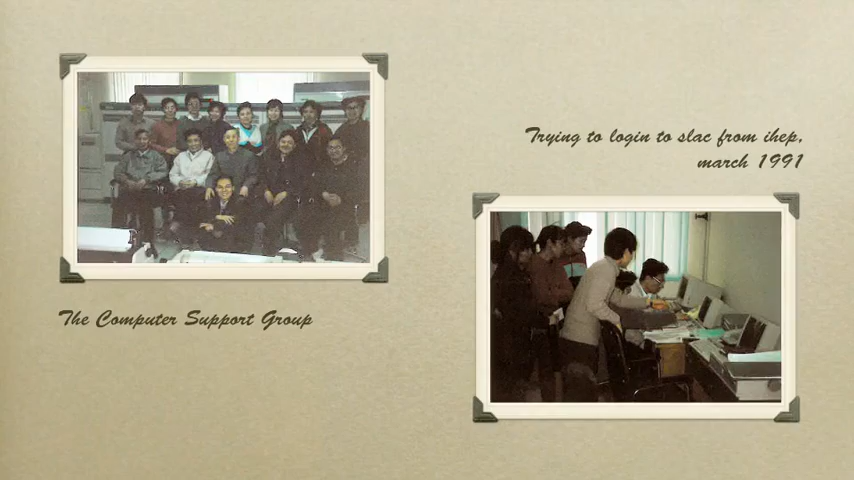 Trying to login to slac from ihep,
march 1991
The Computer Support Group